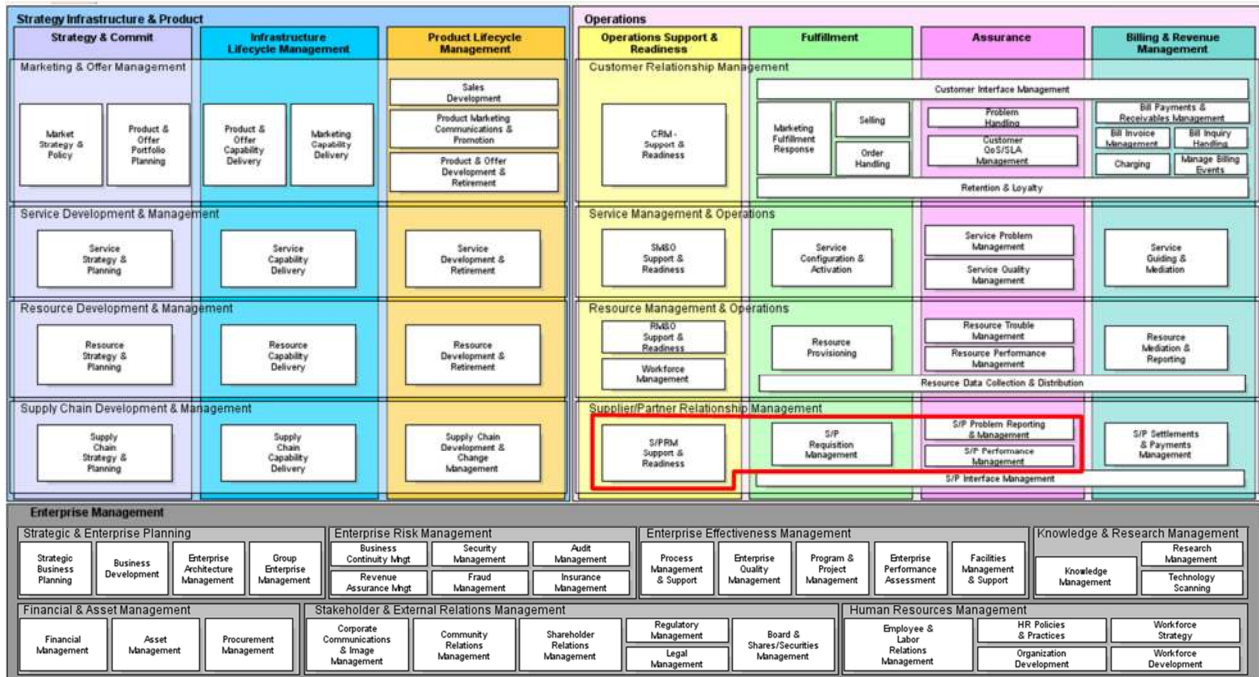 Strategy Infrastructure & Product
Operations
Strategy & Commit
Infrastructure
Lifecycle Management
Product Lifecycle
Management
Operations Support &
Readiness
Fulfillment
Assurance
Billing & Revenue
Management
Marketing & Offer Management
Market
Strategy &
Policy
Product &
Offer
Portfolio
Planning
Product &
Offer
Capability
Delivery
Marketing
Capability
Delivery
Sales
Development
Product Marketing
Communications &
Promotion
Product & Offer
Development &
Retirement
Customer Relationship Management
Customer Interface Management
CRM -
Support &
Readiness
Marketing
Fulfillment
Response
Selling
Order
Handling
Problem
Handling
Customer
QoS/SLA
Management
Bill Payments &
Receivables Management
Bill Invoice
Management
Bill Inquiry
Handling
Charging
Manage Billing
Events
Retention & Loyalty
Service Development & Management
Service
Strategy &
Planning
Service
Capability
Delivery
Service
Development &
Retirement
Service Management & Operations
SM&O
Support &
Readiness
Service
Configuration &
Activation
Service Problem
Management
Service Quality
Management
Service
Guiding &
Mediation
Resource Development & Management
Resource
Strategy &
Planning
Resource
Capability
Delivery
Resource
Development &
Retirement
Resource Management & Operations
RM&O
Support &
Readiness
Workforce
Management
Resource
Provisioning
Resource Trouble
Management
Resource Performance
Management
Resource
Mediation &
Reporting
Resource Data Collection & Distribution
Supply Chain Development & Management
Supply
Chain
Strategy &
Planning
Supply
Chain
Capability
Delivery
Supply Chain
Development &
Change
Management
Supplier/Partner Relationship Management
S/PRM
Support &
Readiness
S/P
Requisition
Management
S/P Problem Reporting
& Management
S/P Performance
Management
S/P Settlements
& Payments
Management
S/P Interface Management
Enterprise Management
Strategic & Enterprise Planning
Strategic
Business
Planning
Business
Development
Enterprise
Architecture
Management
Group
Enterprise
Management
Enterprise Risk Management
Business
Continuity Mngt
Security
Management
Audit
Management
Revenue
Assurance Mngt
Fraud
Management
Insurance
Management
Enterprise Effectiveness Management
Process
Management
& Support
Enterprise
Quality
Management
Program &
Project
Management
Enterprise
Performance
Assessment
Facilities
Management
& Support
Knowledge & Research Management
Knowledge
Management
Research
Management
Technology
Scanning
Financial & Asset Management
Financial
Management
Asset
Management
Procurement
Management
Stakeholder & External Relations Management
Corporate
Communications
& Image
Management
Community
Relations
Management
Shareholder
Relations
Management
Regulatory
Management
Legal
Management
Board &
Shares/Securities
Management
Human Resources Management
Employee &
Labor
Relations
Management
HR Policies
& Practices
Organization
Development
Workforce
Strategy
Workforce
Development